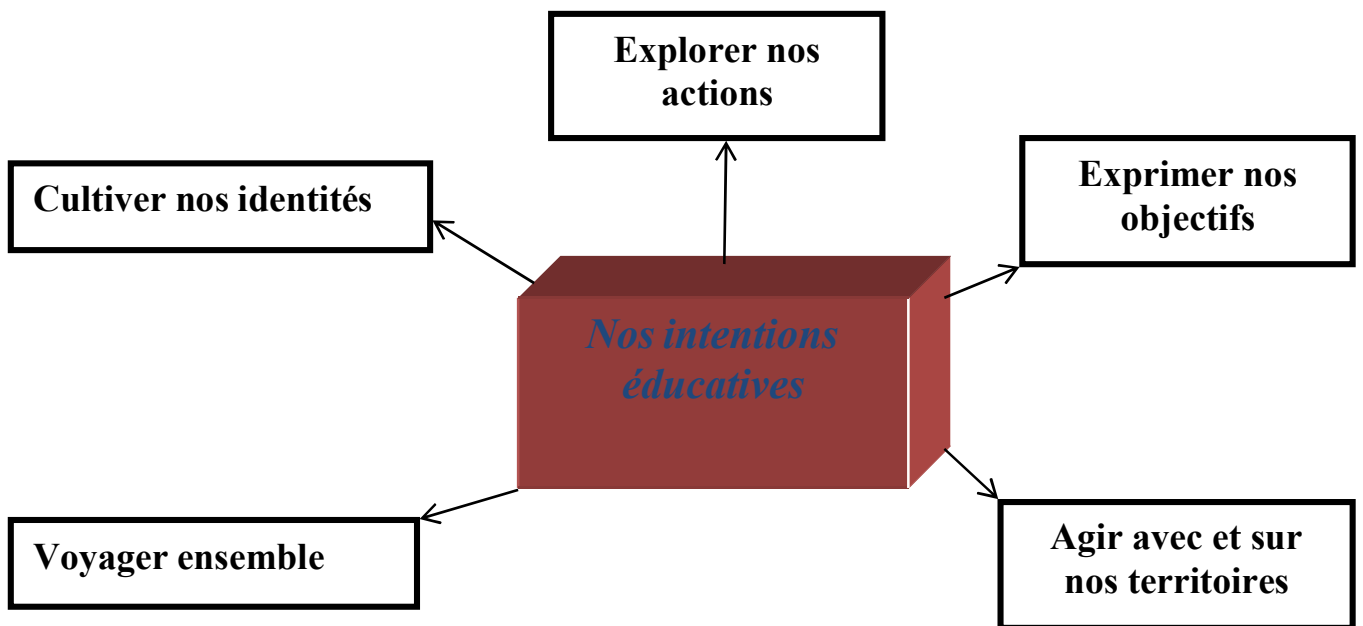 Explorer nos
actions
Cultiver nos identités
Exprimer nos
objectifs
Nos intentions
éducatives
Voyager ensemble
Agir avec et sur
nos territoires